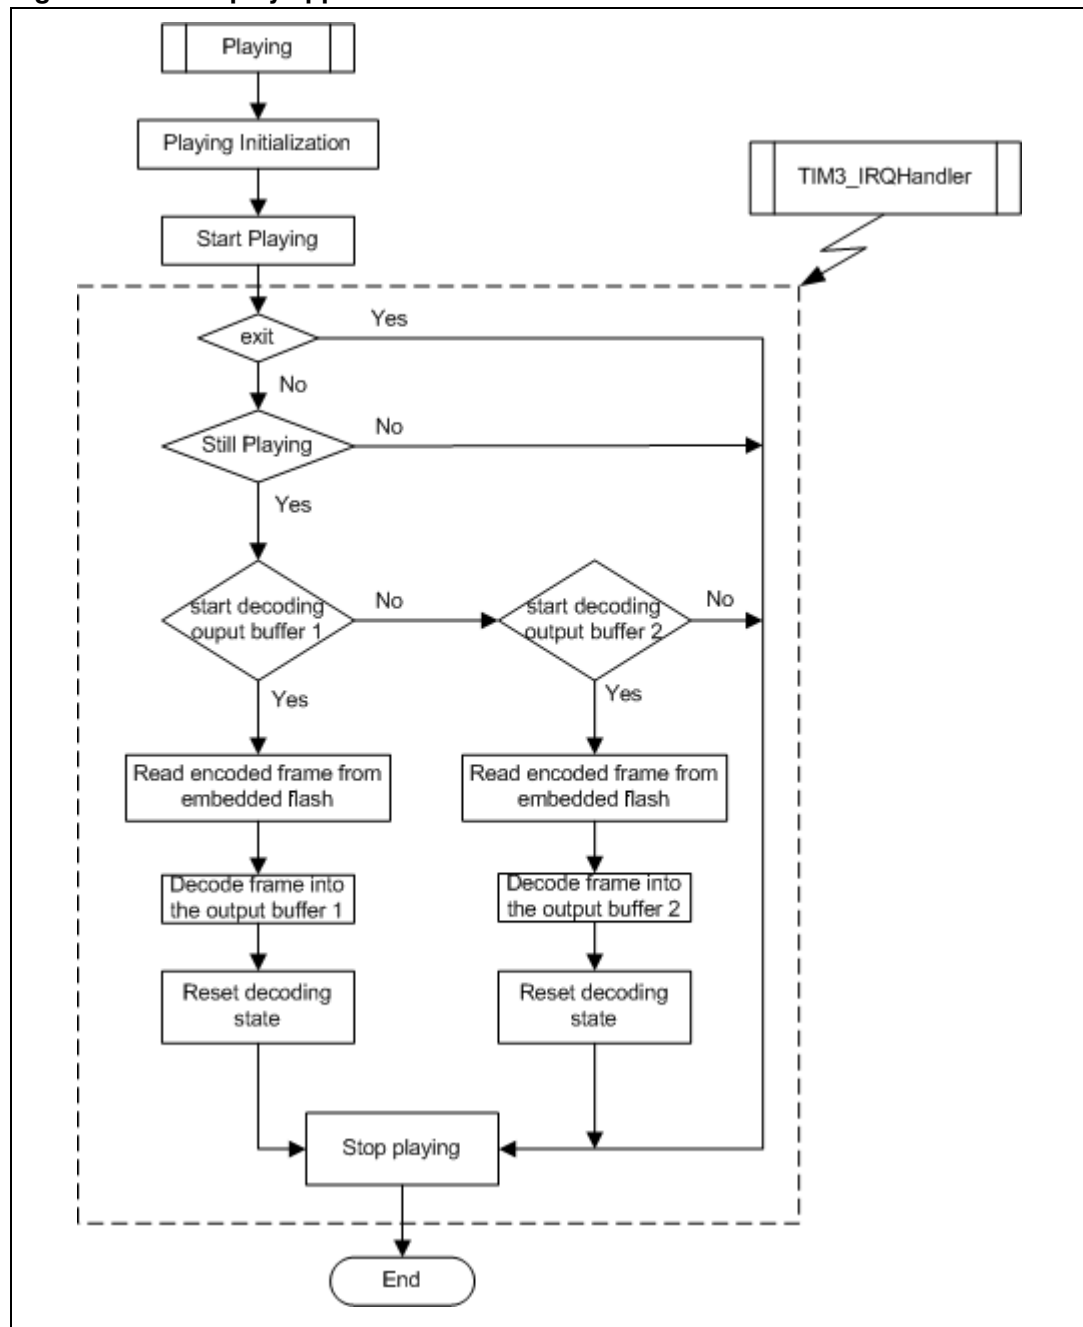 Playing
Playing Initialization
TIM3_IRQHandler
Start Playing
Yes
exit
No
Still Playing
No
Yes
start decoding
ouput buffer 1
No
start decoding
output buffer 2
No
Yes
Yes
Read encoded frame from
embedded flash
Read encoded frame from
embedded flash
Decode frame into
the output buffer 1
Decode frame into
the output buffer 2
Reset decoding
state
Reset decoding
state
Stop playing
End